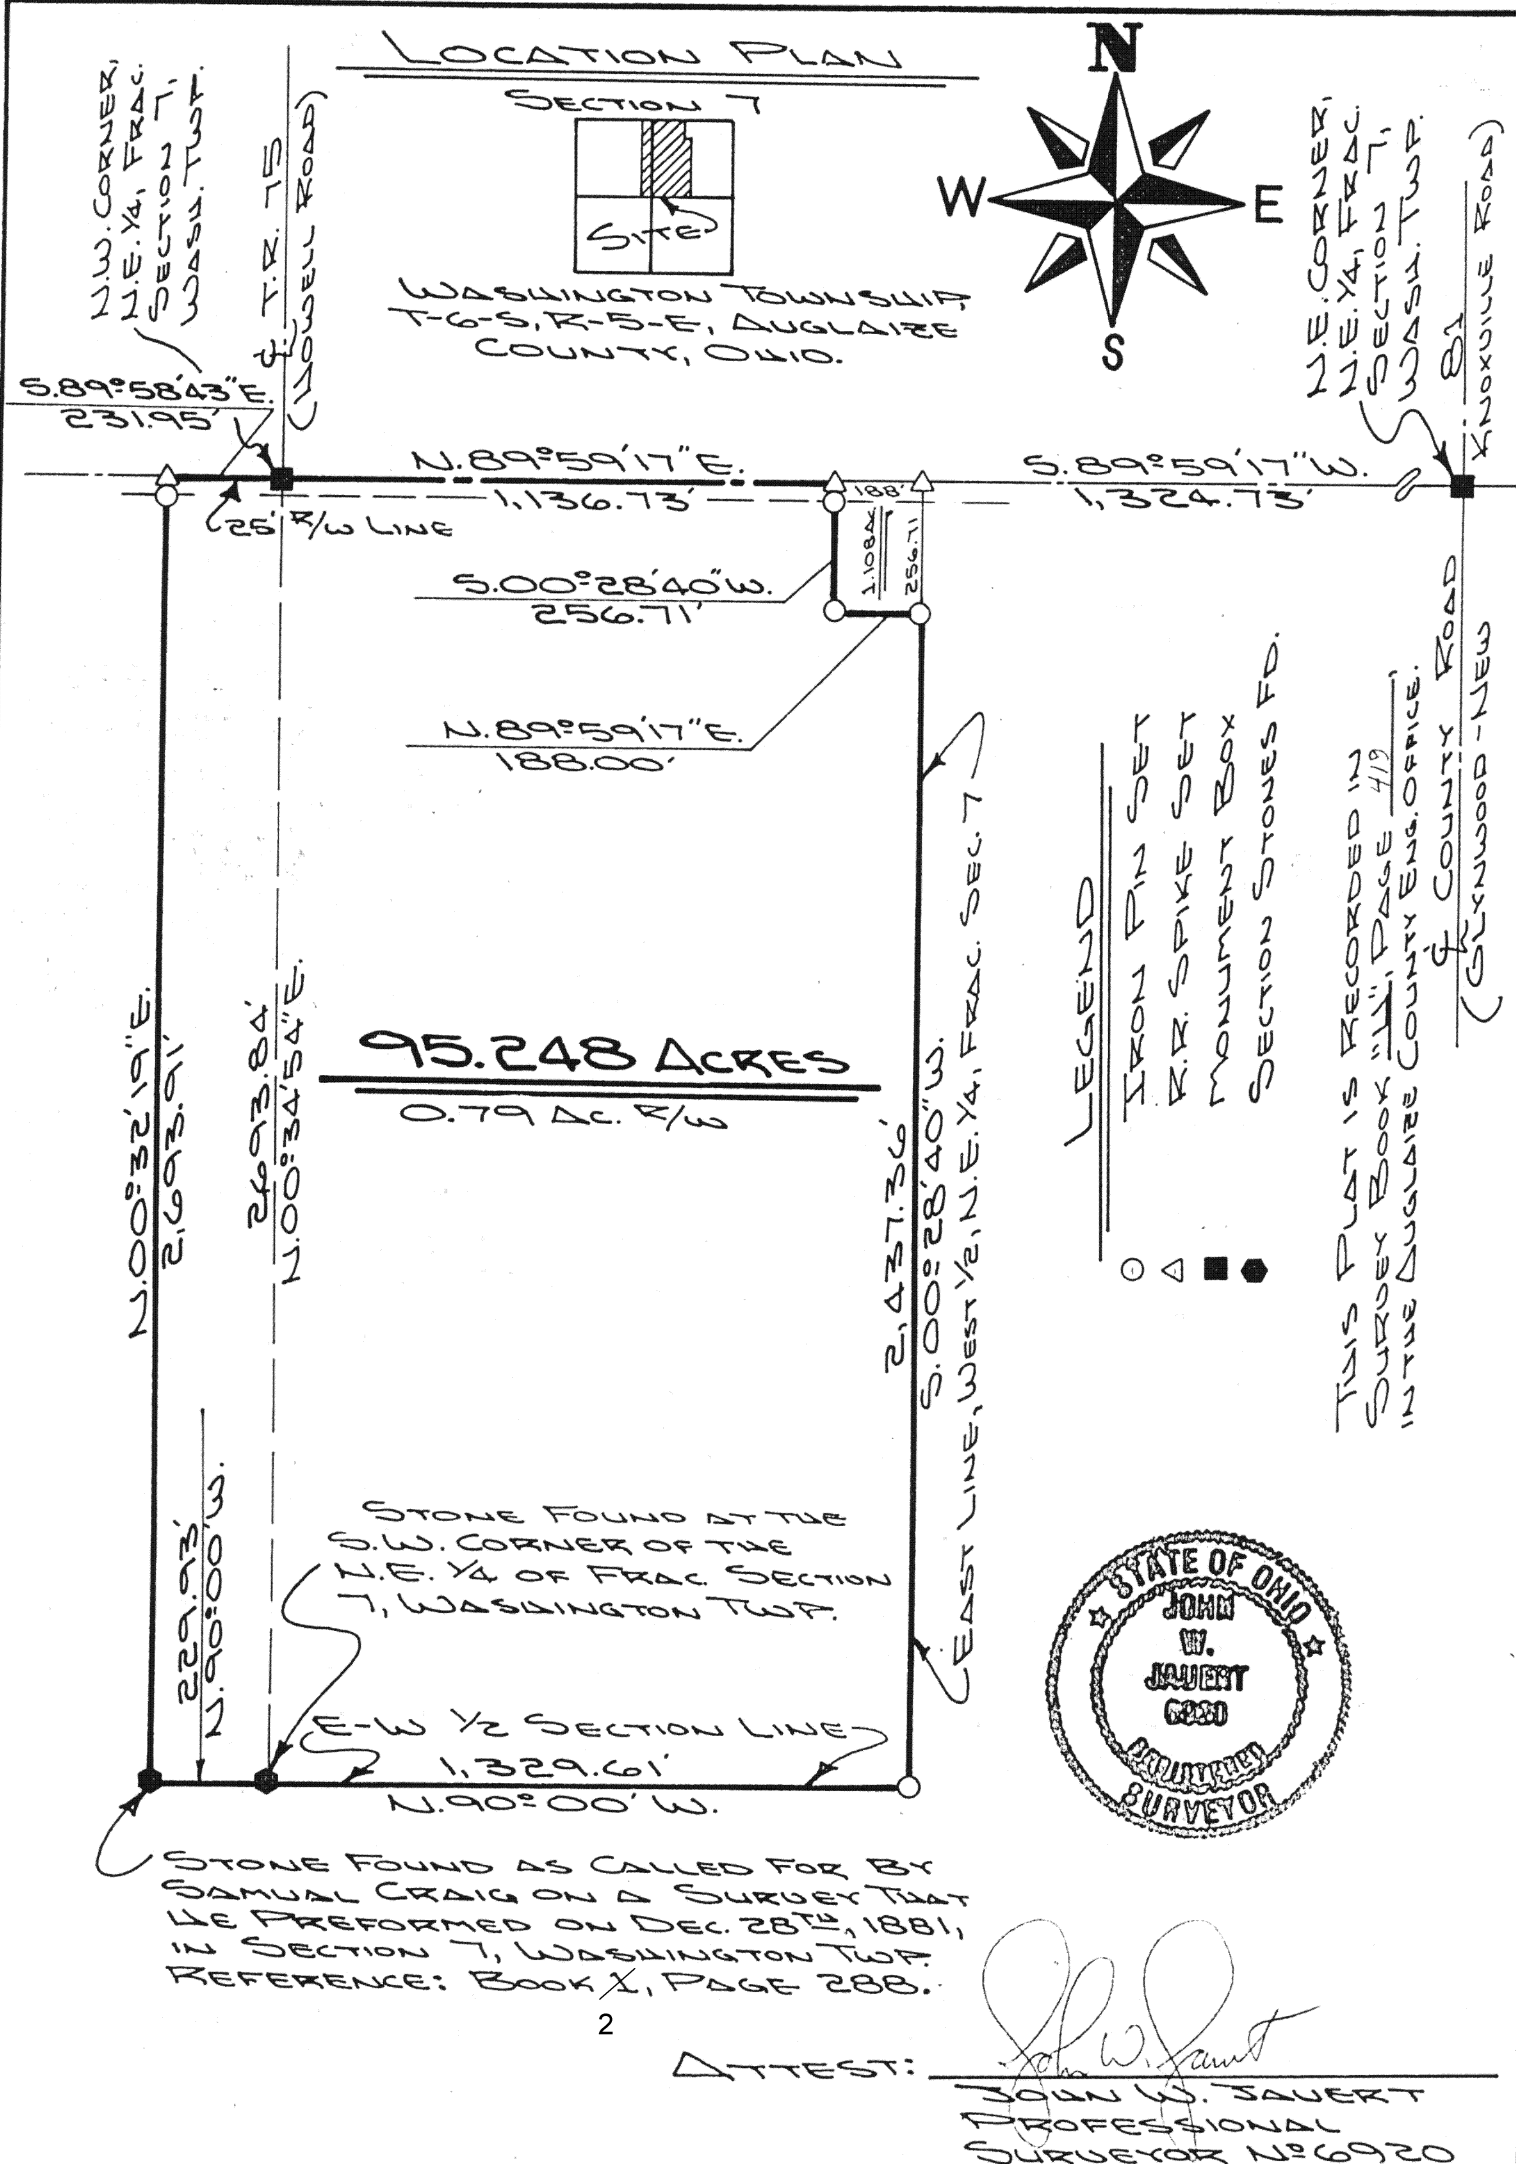 LOCATION PLAN
SECTION 7
SITE
WASHINGTON TOWNSHIP,
T-6-S, R-5-E, AUGLAIZE
COUNTY, OHIO.
N
W
E
S
N.W. CORNER,
N.E. 1/4, FRAC.
SECTION 7,
WASH. TWP.
℄ T.R. 75
(HOWELL ROAD)
N.E. CORNER,
N.E. 1/4, FRAC.
SECTION 7,
WASH. TWP.
S.89°58'43"E.
231.95'
N.89°59'17"E.
1,136.73'
188'
S.89°59'17"W.
1,324.73'
25' R/W LINE
1.108 AC.
256.71
S.00°28'40"W.
256.71'
N.89°59'17"E.
188.00'
℄ COUNTY ROAD 81
(GLYNWOOD-NEW KNOXVILLE ROAD)
N.00°32'19"E.
2,693.91'
2693.84'
N.00°34'54"E.
95.248 ACRES
0.79 AC. R/W
2,437.36'
S.00°28'40"W.
EAST LINE, WEST 1/2, N.E. 1/4, FRAC. SEC. 7
LEGEND
IRON PIN SET
R.R. SPIKE SET
MONUMENT BOX
SECTION STONES FD.
THIS PLAT IS RECORDED IN
SURVEY BOOK "H", PAGE 419,
IN THE AUGLAIZE COUNTY ENG. OFFICE.
229.93'
N.90°00'W.
STONE FOUND AT THE
S.W. CORNER OF THE
N.E. 1/4 OF FRAC. SECTION
7, WASHINGTON TWP.
E-W 1/2 SECTION LINE
1,329.61'
N.90°00'W.
STATE OF OHIO
JOHN
W.
JAUERT
REGISTERED
SURVEYOR
STONE FOUND AS CALLED FOR BY
SAMUAL CRAIG ON A SURVEY THAT
HE PREFORMED ON DEC. 28TH, 1881,
IN SECTION 7, WASHINGTON TWP.
REFERENCE: BOOK 1, PAGE 288.
2
ATTEST: John W. Jauert
JOHN W. JAUERT
PROFESSIONAL
SURVEYOR Nº 6920